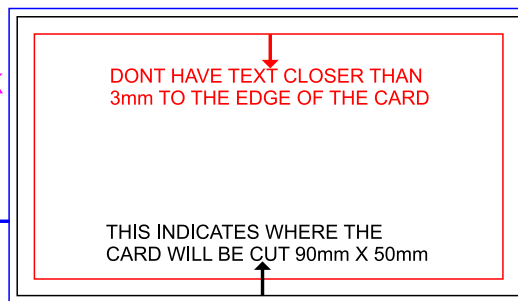 DONT HAVE TEXT CLOSER THAN
3mm TO THE EDGE OF THE CARD
THIS INDICATES WHERE THE
CARD WILL BE CUT 90mm X 50mm